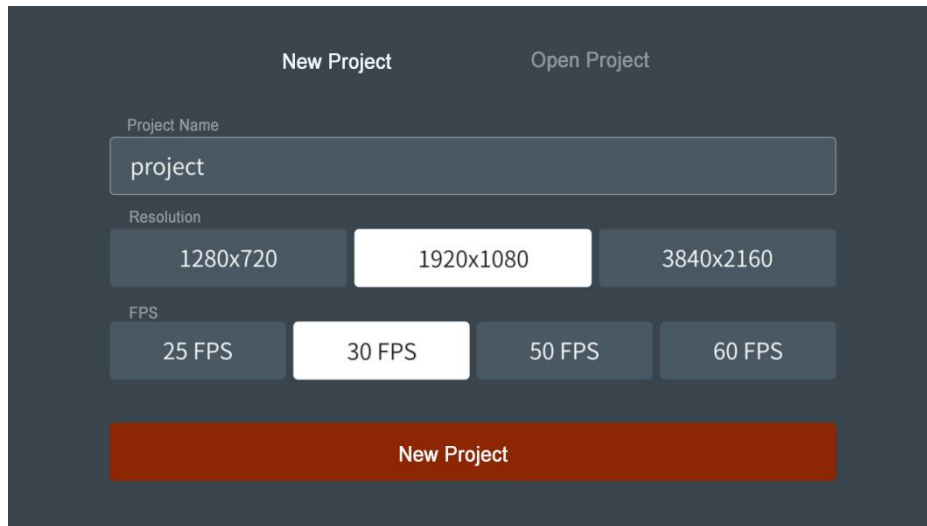 New Project Open Project
Project Name
project
Resolution
1280x720 1920x1080 3840x2160
FPS
25 FPS 30 FPS 50 FPS 60 FPS
New Project